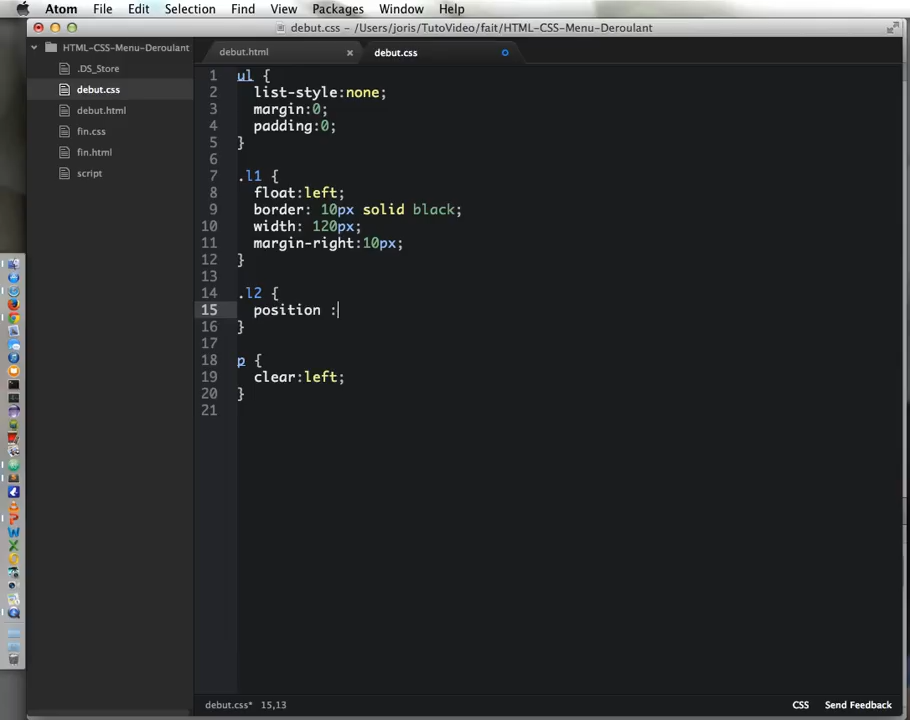 Atom File Edit Selection Find View Packages Window Help
debut.css - /Users/joris/TutoVideo/fait/HTML-CSS-Menu-Deroulant
HTML-CSS-Menu-Deroulant
.DS_Store
debut.css
debut.html
fin.css
fin.html
script
debut.html debut.css
1 ul {
2 list-style:none;
3 margin:0;
4 padding:0;
5 }
6
7 .l1 {
8 float:left;
9 border: 10px solid black;
10 width: 120px;
11 margin-right:10px;
12 }
13
14 .l2 {
15 position :
16 }
17
18 p {
19 clear:left;
20 }
21
debut.css* 15,13 CSS Send Feedback